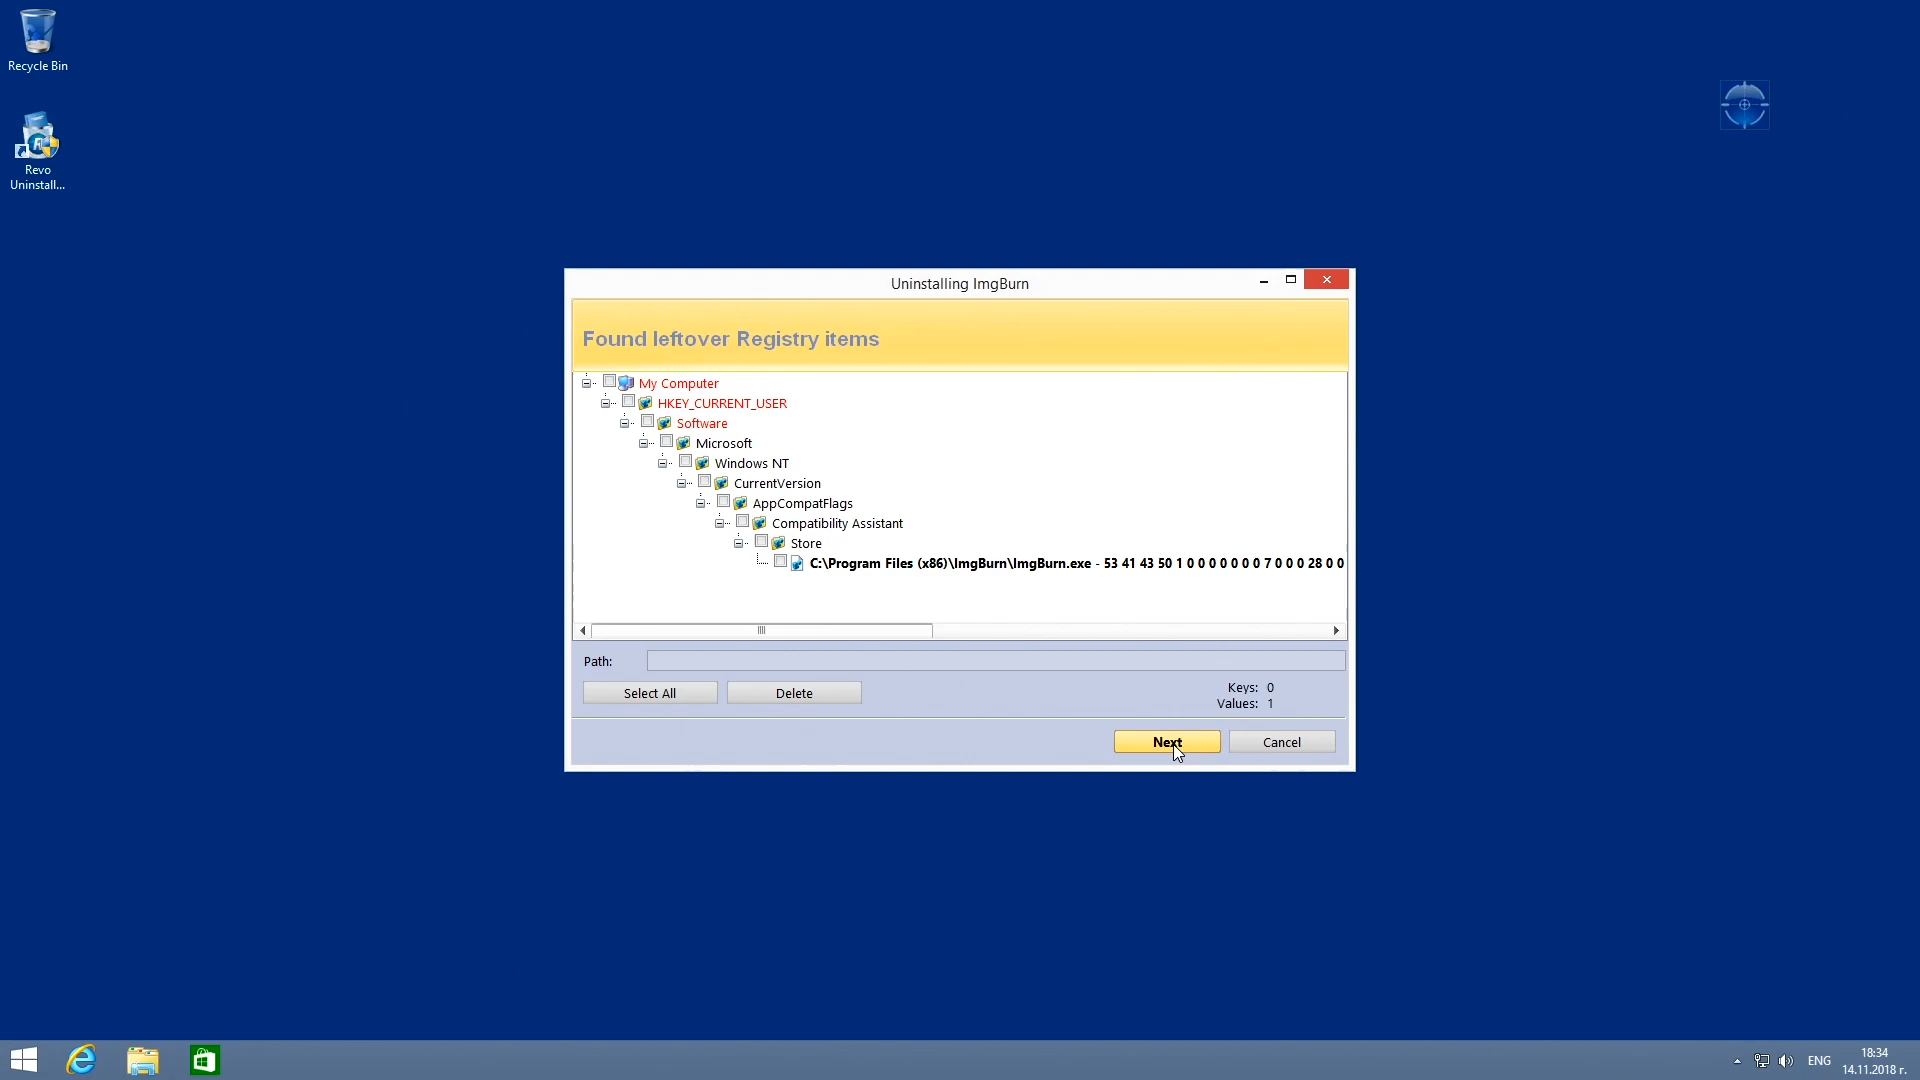 Recycle Bin
Revo
Uninstall...
Uninstalling ImgBurn
Found leftover Registry items
My Computer
HKEY_CURRENT_USER
Software
Microsoft
Windows NT
CurrentVersion
AppCompatFlags
Compatibility Assistant
Store
C:\Program Files (x86)\ImgBurn\ImgBurn.exe - 53 41 43 50 1 0 0 0 0 0 0 0 7 0 0 0 28 0 0
Path:
Select All
Delete
Keys: 0
Values: 1
Next
Cancel
ENG
18:34
14.11.2018 г.